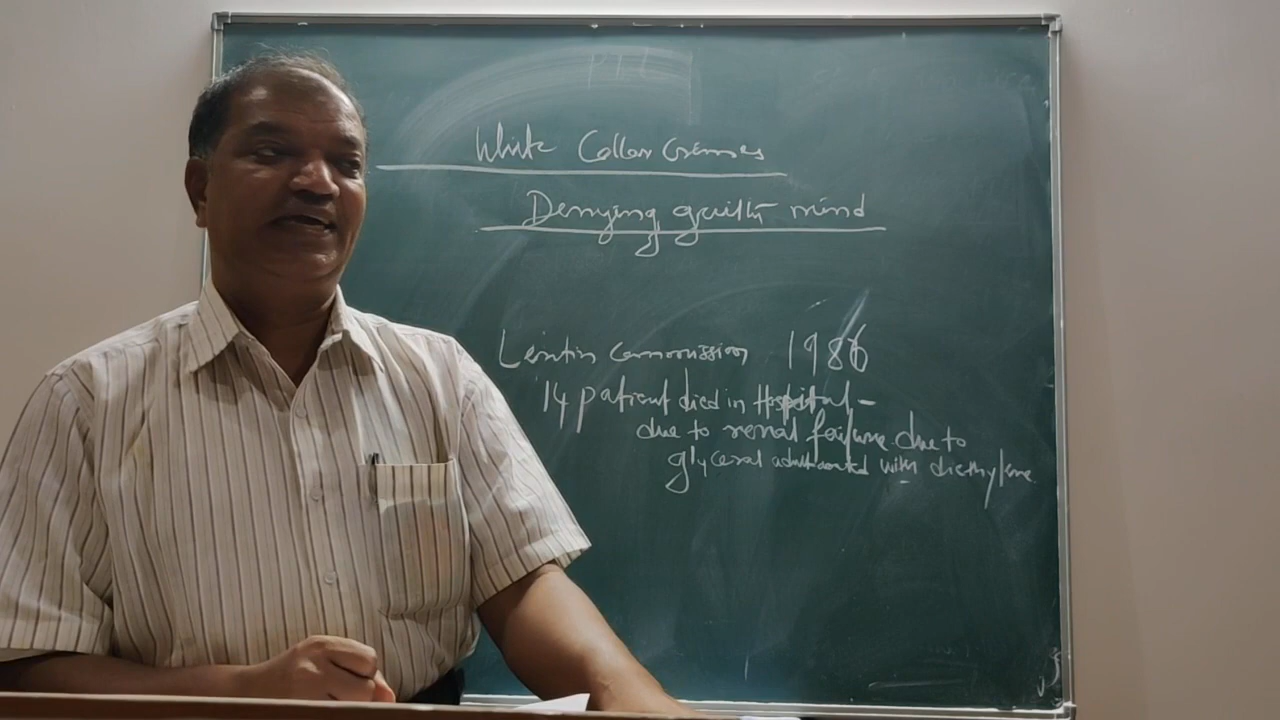 White Collar Crimes
Denying guilty mind
Lentin commission 1986
14 patient died in Hospital -
due to renal failure due to
glyceral adulterated with diethylene